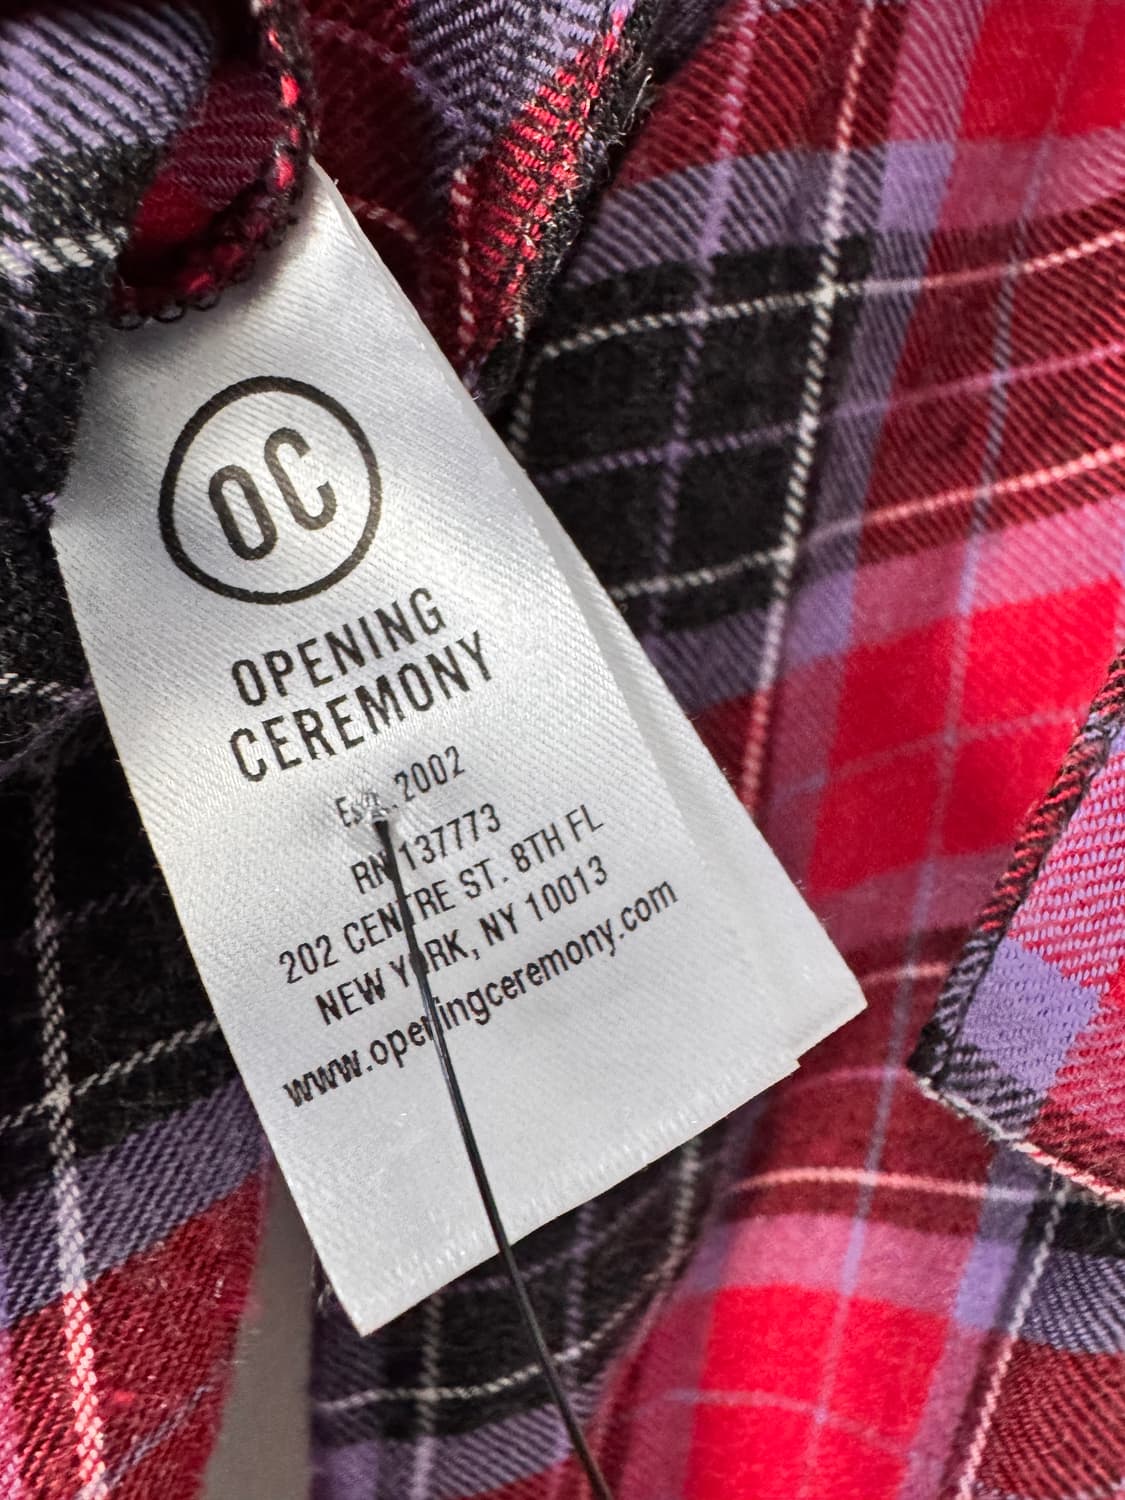 OC
OPENING
CEREMONY
Est. 2002
RN 137773
202 CENTRE ST. 8TH FL
NEW YORK, NY 10013
www.openingceremony.com